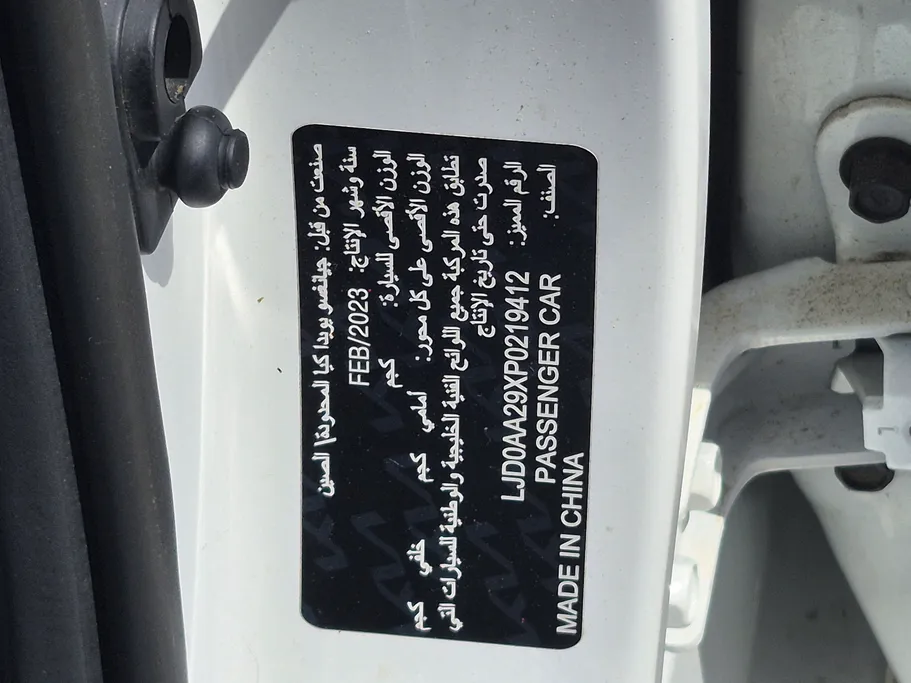 صنعت من قبل: جيانغسو يويدا كيا المحدودة\ الصين
سنة وشهر الإنتاج: FEB/2023
الوزن الأقصى للسيارة: كجم
الوزن الأقصى على كل محور: أمامي كجم خلفي كجم
تطابق هذه المركبة جميع اللوائح الفنية الخليجية والوطنية للسيارات التي
صدرت حتى تاريخ الإنتاج
الرقم المميز: LJD0AA29XP0219412
الصنف: PASSENGER CAR
MADE IN CHINA